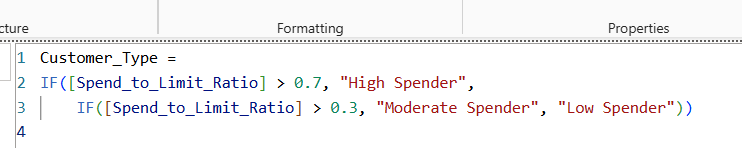 cture Formatting Properties
1 Customer_Type =
2 IF([Spend_to_Limit_Ratio] > 0.7, "High Spender",
3 IF([Spend_to_Limit_Ratio] > 0.3, "Moderate Spender", "Low Spender"))
4